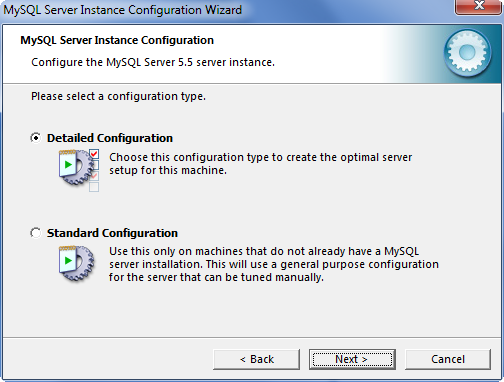 MySQL Server Instance Configuration Wizard
MySQL Server Instance Configuration
Configure the MySQL Server 5.5 server instance.
Please select a configuration type.
Detailed Configuration
Choose this configuration type to create the optimal server
setup for this machine.
Standard Configuration
Use this only on machines that do not already have a MySQL
server installation. This will use a general purpose configuration
for the server that can be tuned manually.
< Back
Next >
Cancel